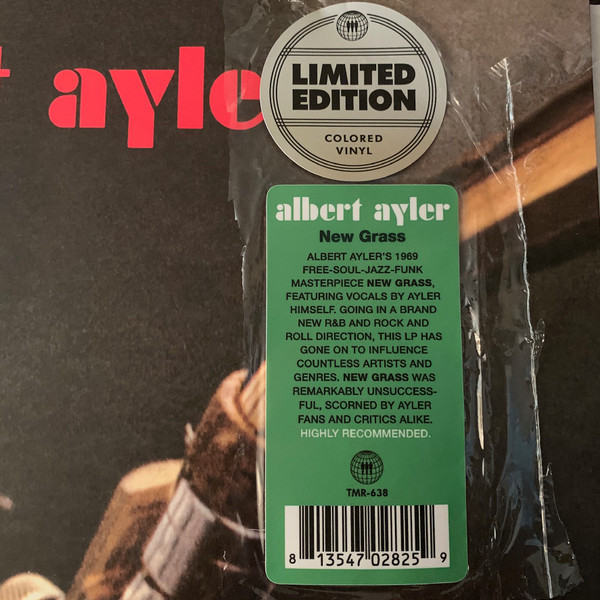 t ayle
LIMITED
EDITION
COLORED
VINYL
albert ayler
New Grass
ALBERT AYLER'S 1969
FREE-SOUL-JAZZ-FUNK
MASTERPIECE NEW GRASS,
FEATURING VOCALS BY AYLER
HIMSELF. GOING IN A BRAND
NEW R&B AND ROCK AND
ROLL DIRECTION, THIS LP HAS
GONE ON TO INFLUENCE
COUNTLESS ARTISTS AND
GENRES. NEW GRASS WAS
REMARKABLY UNSUCCESS-
FUL, SCORNED BY AYLER
FANS AND CRITICS ALIKE.
HIGHLY RECOMMENDED.
TMR-638
8 13547 02825 9